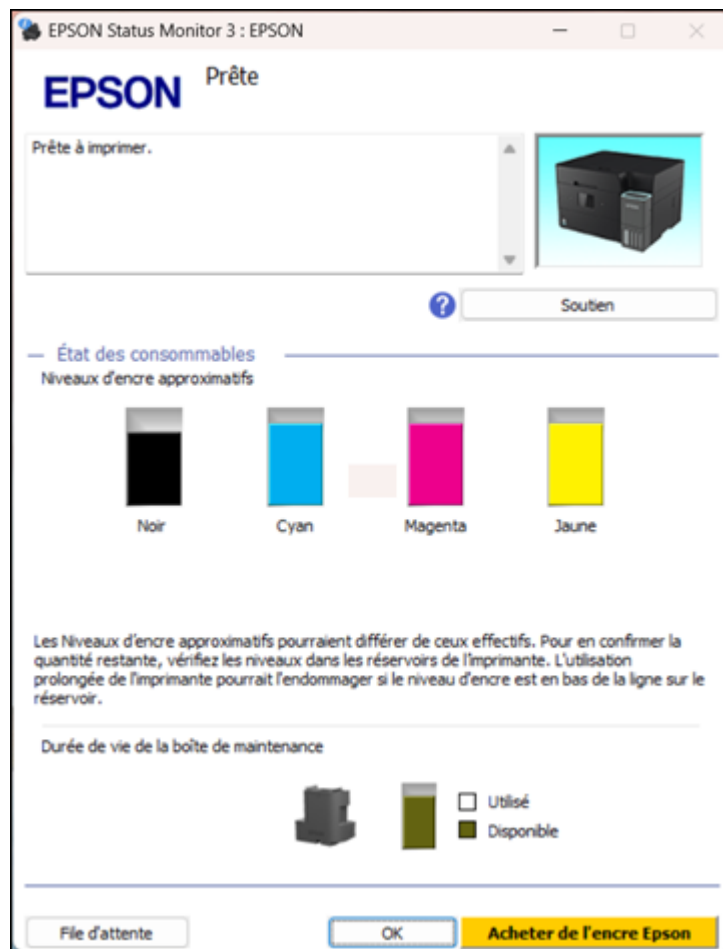 EPSON Status Monitor 3 : EPSON
EPSON
Prête
Prête à imprimer.
Soutien
État des consommables
Niveaux d'encre approximatifs
Noir
Cyan
Magenta
Jaune
Les Niveaux d'encre approximatifs pourraient différer de ceux effectifs. Pour en confirmer la
quantité restante, vérifiez les niveaux dans les réservoirs de l'imprimante. L'utilisation
prolongée de l'imprimante pourrait l'endommager si le niveau d'encre est en bas de la ligne sur le
réservoir.
Durée de vie de la boîte de maintenance
Utilisé
Disponible
File d'attente
OK
Acheter de l'encre Epson